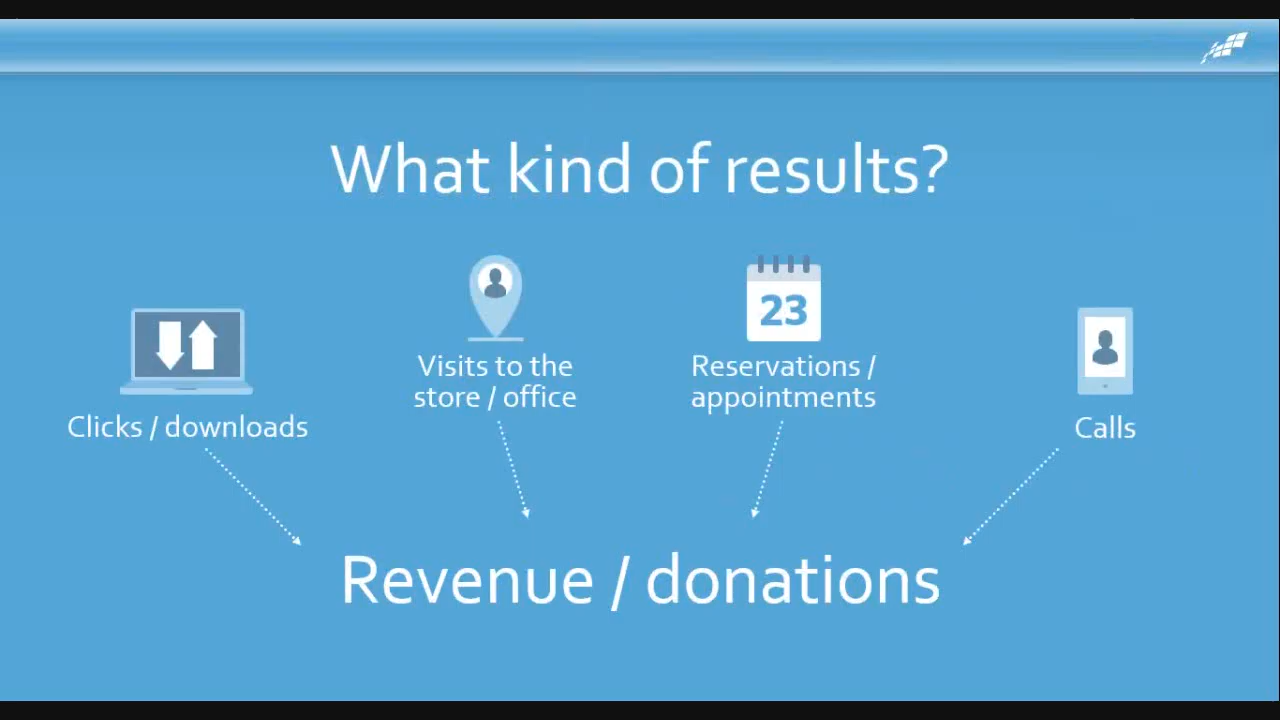 What kind of results?
23
Clicks / downloads
Visits to the
store / office
Reservations /
appointments
Calls
Revenue / donations